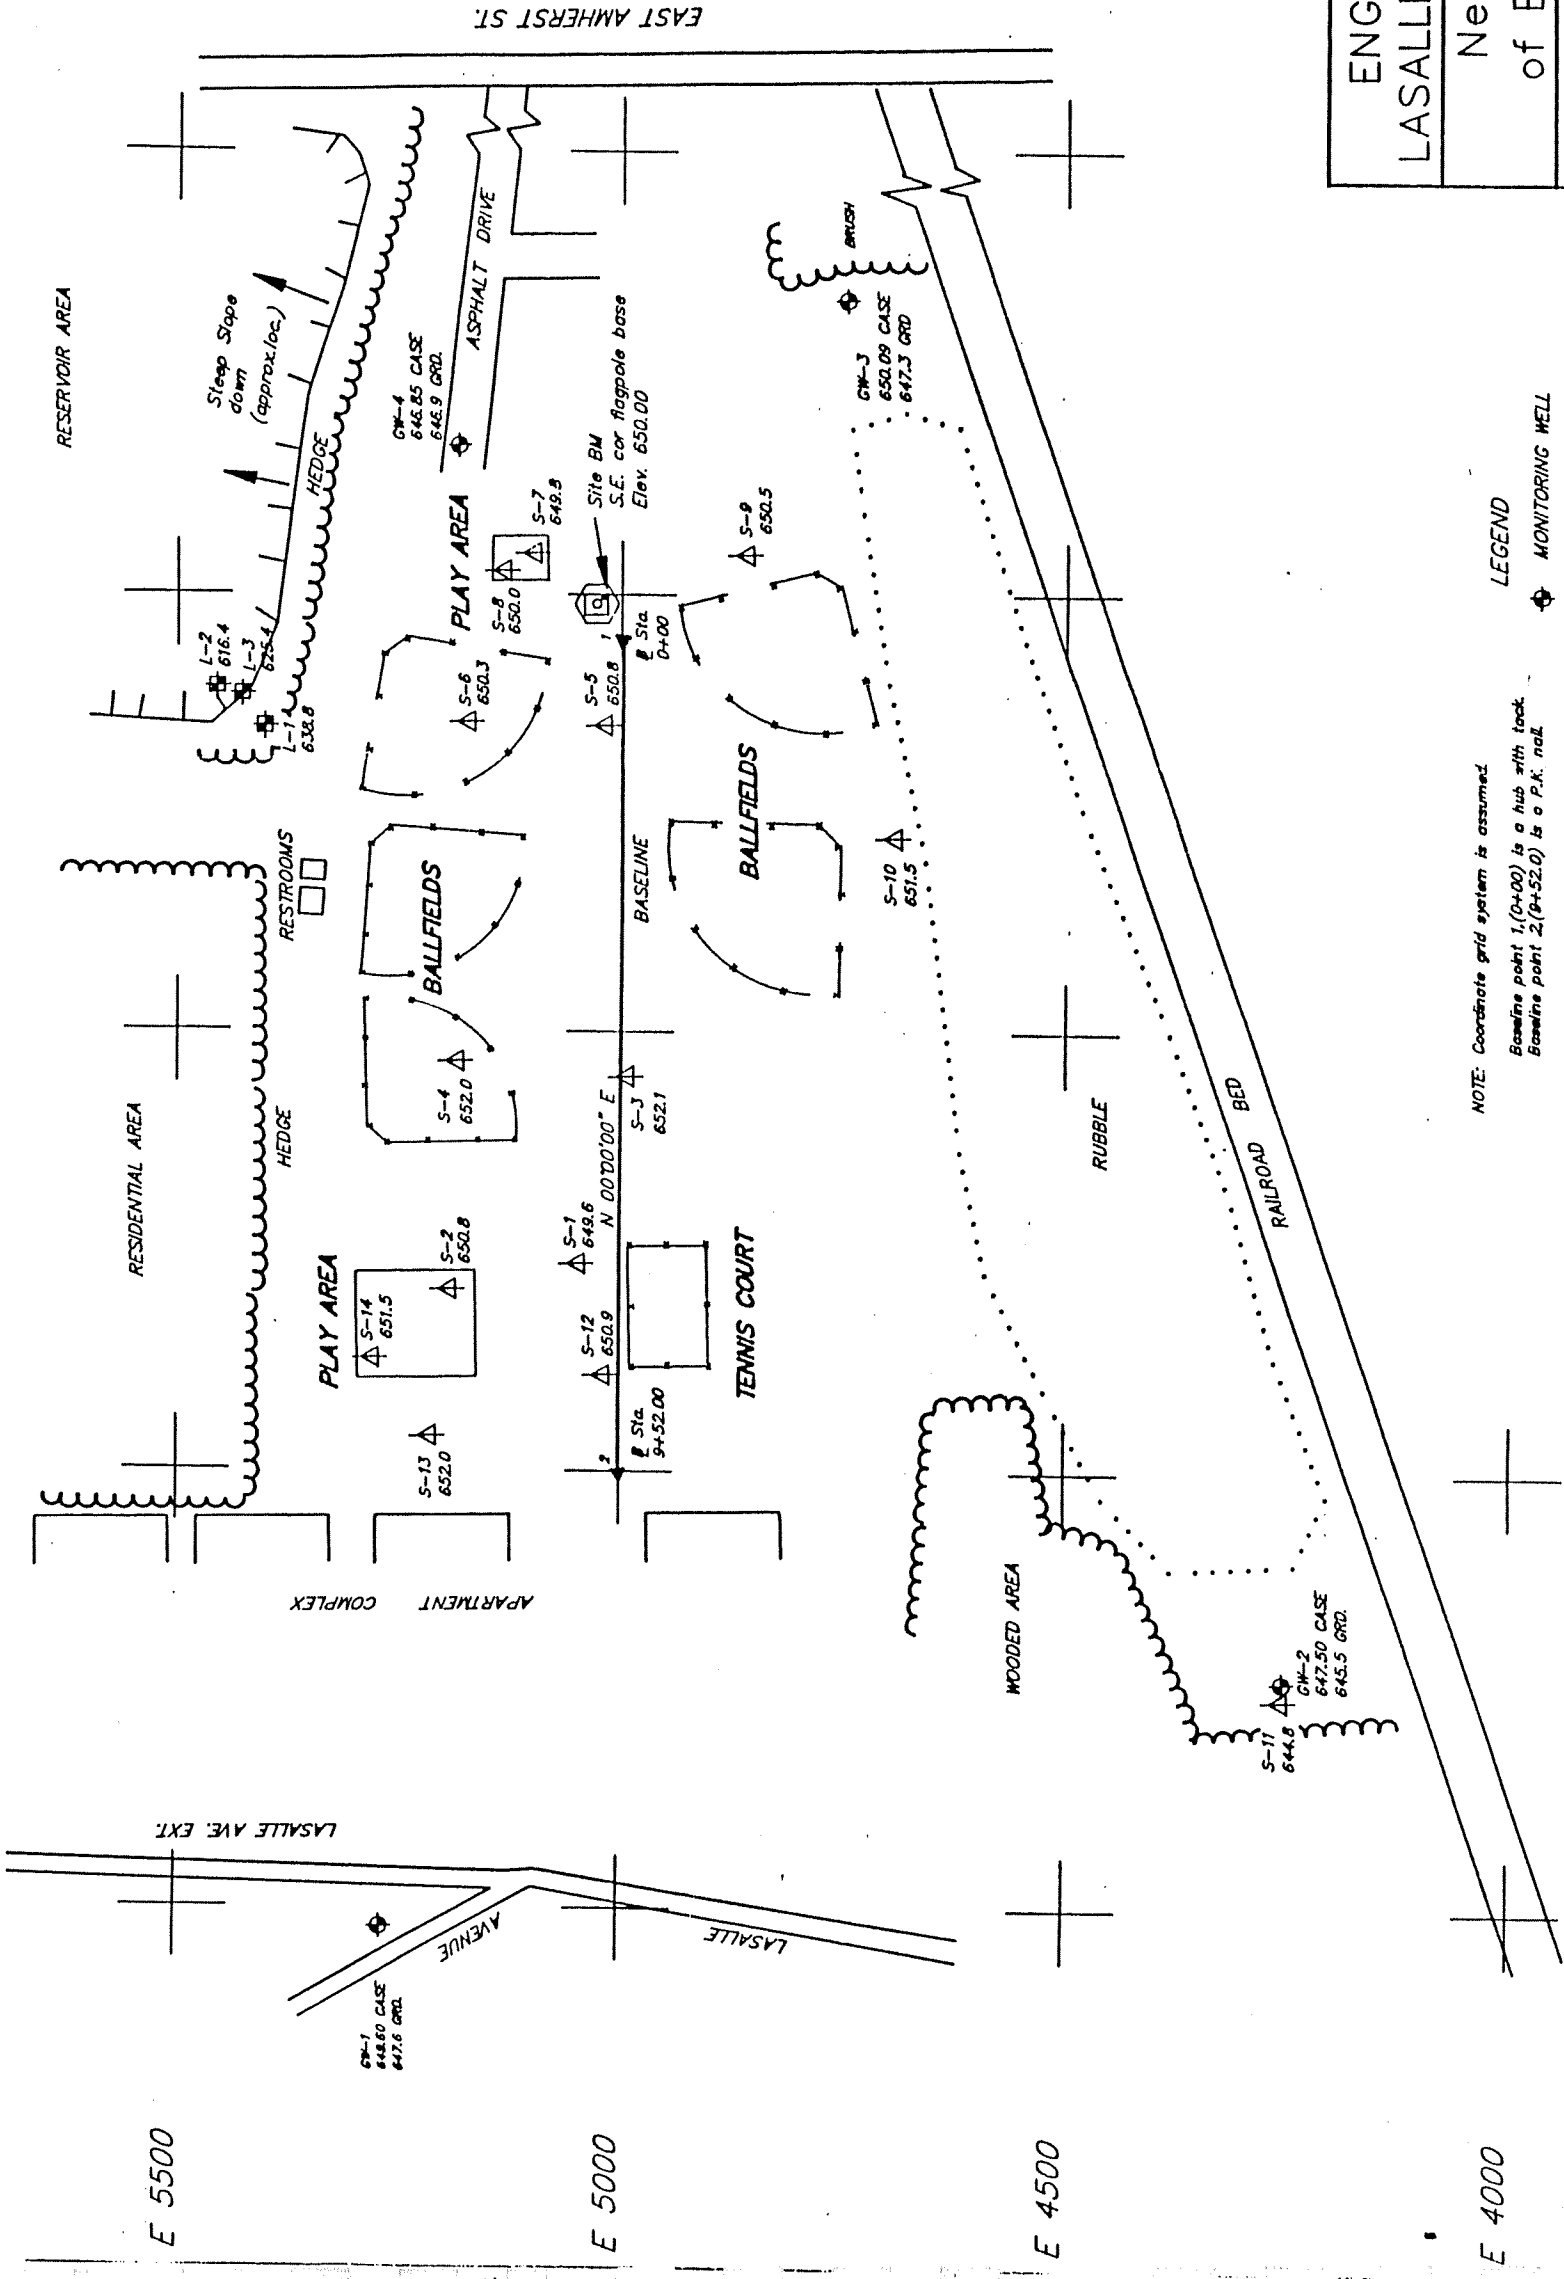 EAST AMHERST ST.
ENG
LASALLE
Ne
of E
RESERVOIR AREA
Steep Slope
down
(approx.loc.)
HEDGE
GW-4
646.85 CASE
646.9 GRD.
ASPHALT DRIVE
BRUSH
GW-3
650.09 CASE
647.3 GRD
Site BM
S.E. cor flagpole base
Elev. 650.00
PLAY AREA
S-7
649.8
S-8
650.0
S-9
650.5
L-2
616.4
L-3
625.4
L-1
638.8
S-6
650.3
S-5
650.8
1
B Sta.
0+00
RESTROOMS
BALLFIELDS
BASELINE
BALLFIELDS
S-10
651.5
RESIDENTIAL AREA
HEDGE
S-4
652.0
S-3
652.1
N 00°00'00" E
RUBBLE
RAILROAD BED
PLAY AREA
S-14
651.5
S-2
650.8
S-1
649.6
S-12
650.9
TENNIS COURT
S-13
652.0
2
B Sta.
9+52.00
APARTMENT COMPLEX
WOODED AREA
GW-2
647.50 CASE
645.5 GRD.
S-11
644.8
LASALLE AVE. EXT.
AVENUE
LASALLE
GW-1
649.60 CASE
647.6 GRD.
E 5500
E 5000
E 4500
E 4000
LEGEND
MONITORING WELL
NOTE: Coordinate grid system is assumed.
Baseline point 1,(0+00) is a hub with tack.
Baseline point 2,(9+52.0) is a P.K. nail.